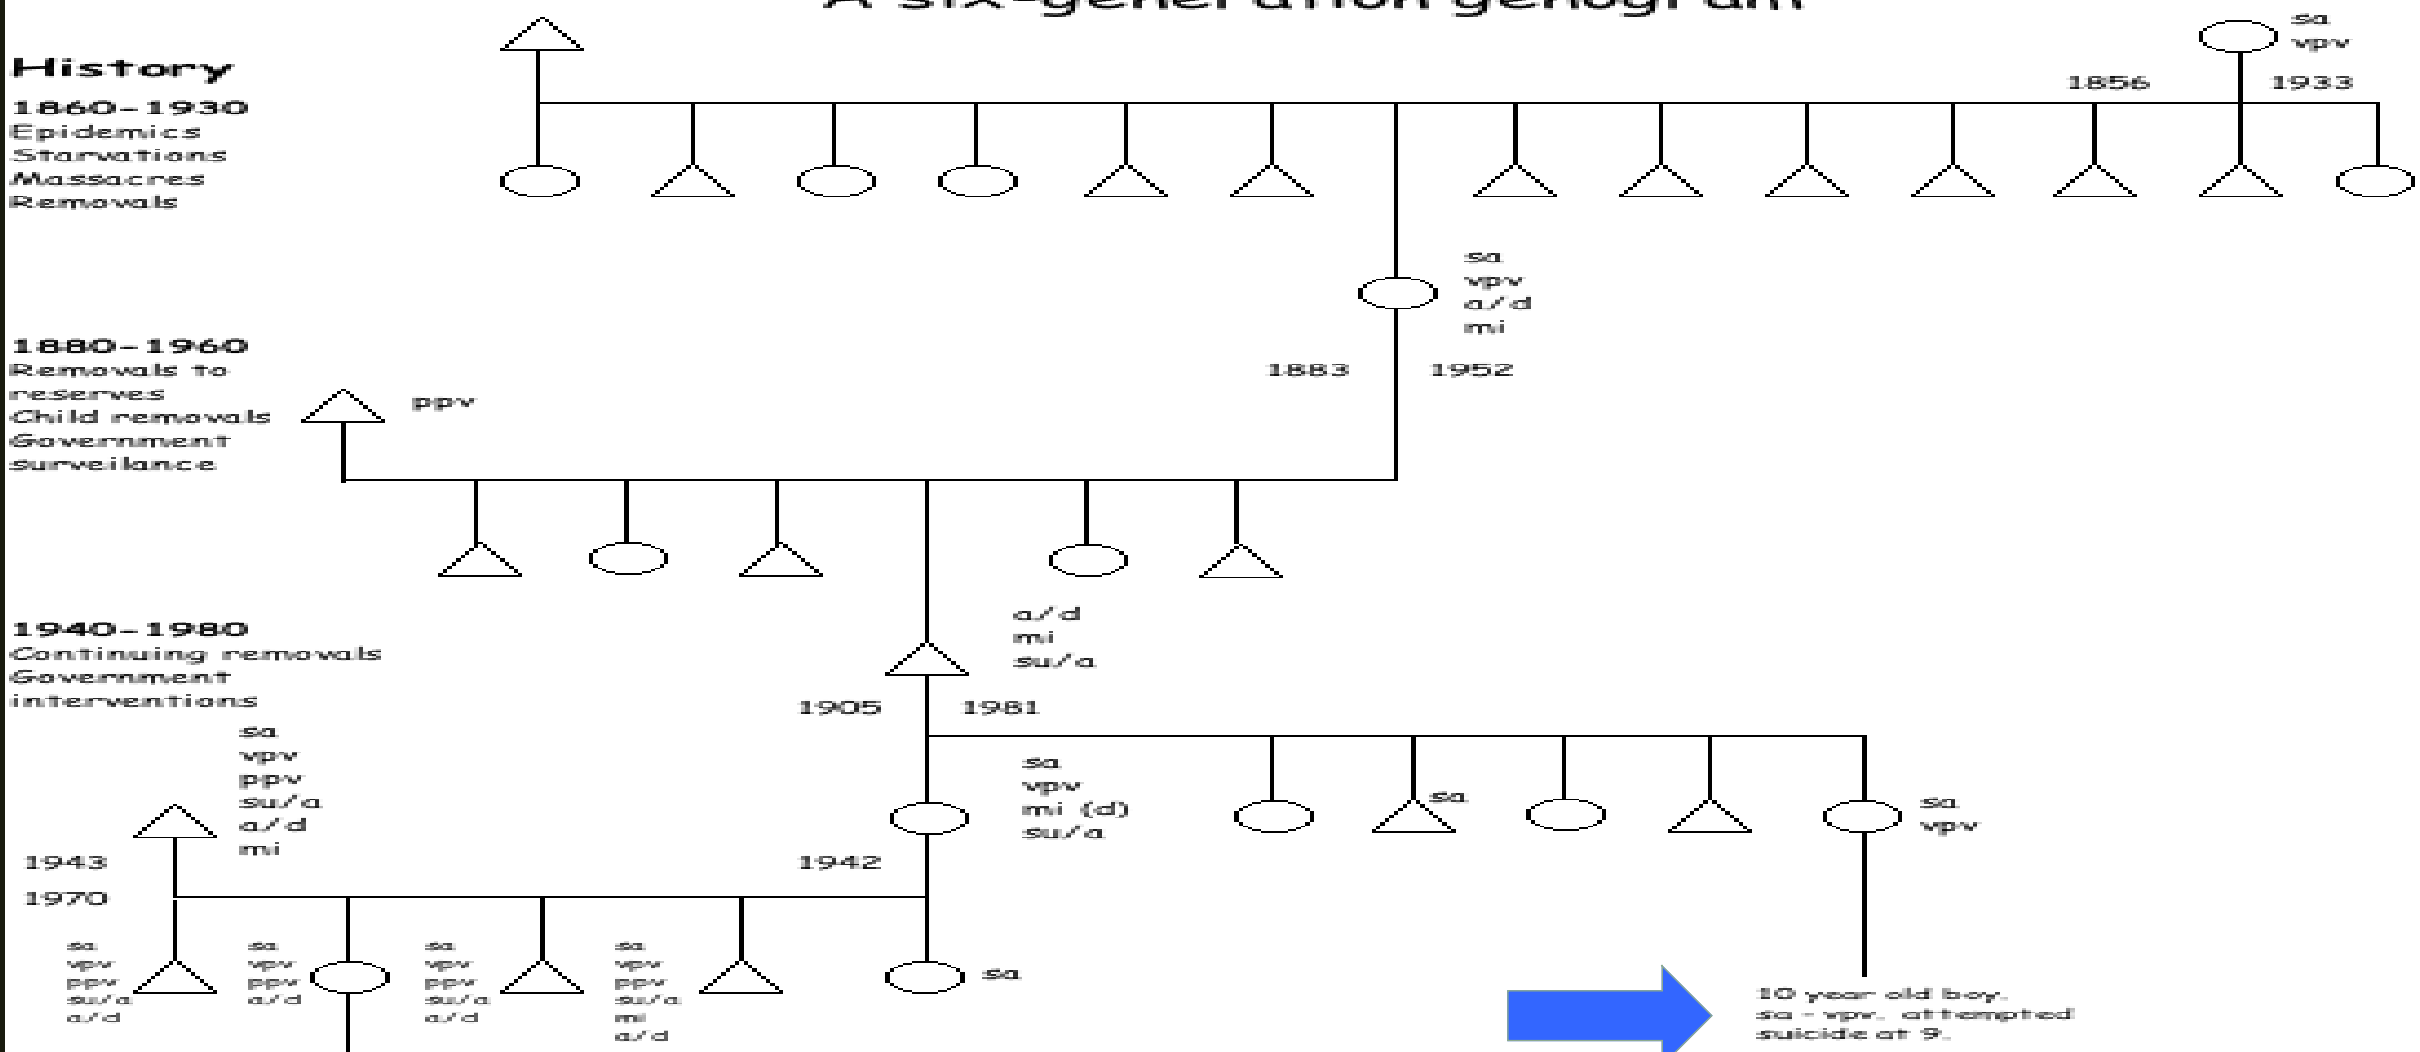 A six-generation genogram
sa
vpv
History
1856
1933
1860-1930
Epidemics
Starvations
Massacres
Removals
sa
vpv
a/d
mi
1880-1960
Removals to
reserves
Child removals
Government
surveilance
1883
1952
ppv
1940-1980
Continuing removals
Government
interventions
a/d
mi
su/a
1905
1981
sa
vpv
ppv
su/a
a/d
mi
sa
vpv
mi (d)
su/a
sa
sa
vpv
1943
1942
1970
sa
vpv
ppv
su/a
a/d
sa
vpv
ppv
a/d
sa
vpv
ppv
su/a
a/d
sa
vpv
ppv
su/a
mi
a/d
sa
10 year old boy.
sa - vpv. attempted
suicide at 9.